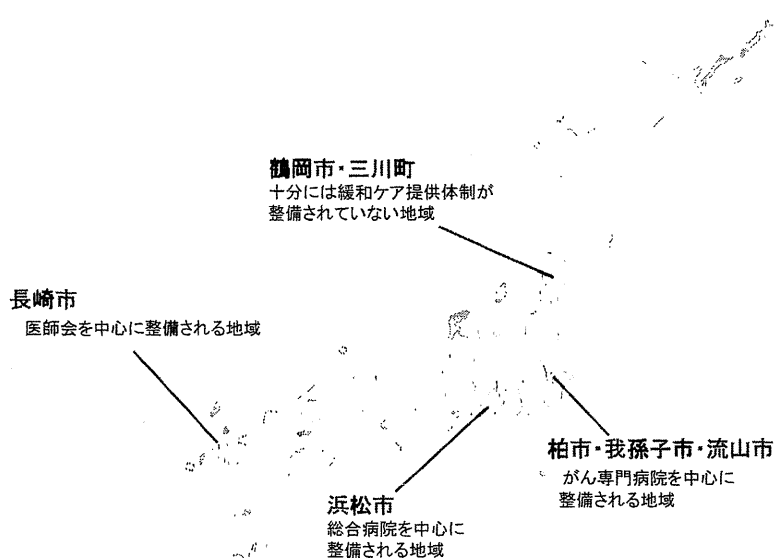 鶴岡市・三川町
十分には緩和ケア提供体制が
整備されていない地域
長崎市
医師会を中心に整備される地域
柏市・我孫子市・流山市
がん専門病院を中心に
整備される地域
浜松市
総合病院を中心に
整備される地域